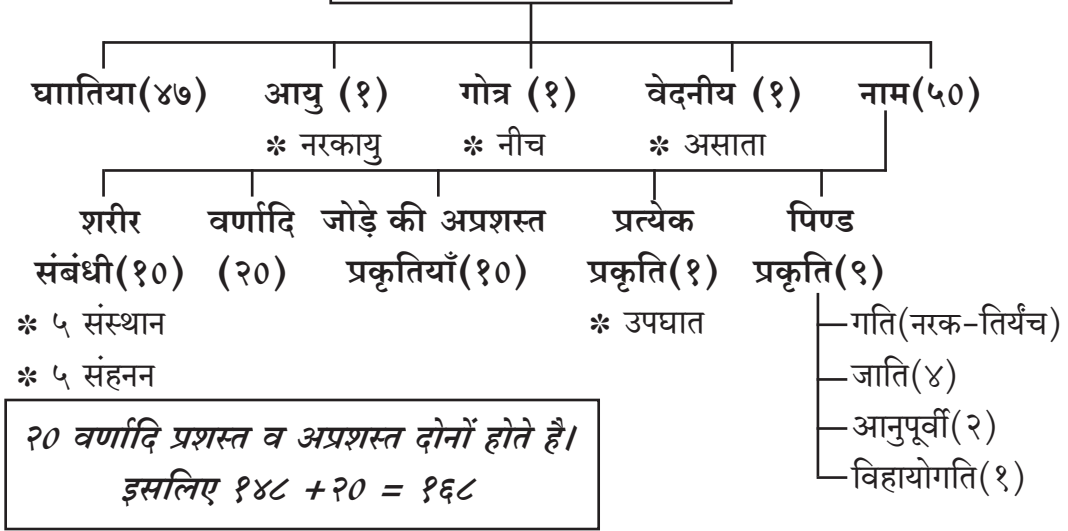 घाातिया(४७) आयु (१) गोत्र (१) वेदनीय (१) नाम(५०)
* नरकायु * नीच * असाता
शरीर वर्णादि जोड़े की अप्रशस्त प्रत्येक पिण्ड
संबंधी(१०) (२०) प्रकृतियाँ(१०) प्रकृति(१) प्रकृति(९)
* ५ संस्थान * उपघात गति(नरक-तिर्यंच)
* ५ संहनन जाति(४)
२० वर्णादि प्रशस्त व अप्रशस्त दोनों होते है। आनुपूर्वी(२)
इसलिए १४८ +२० = १६८ विहायोगति(१)